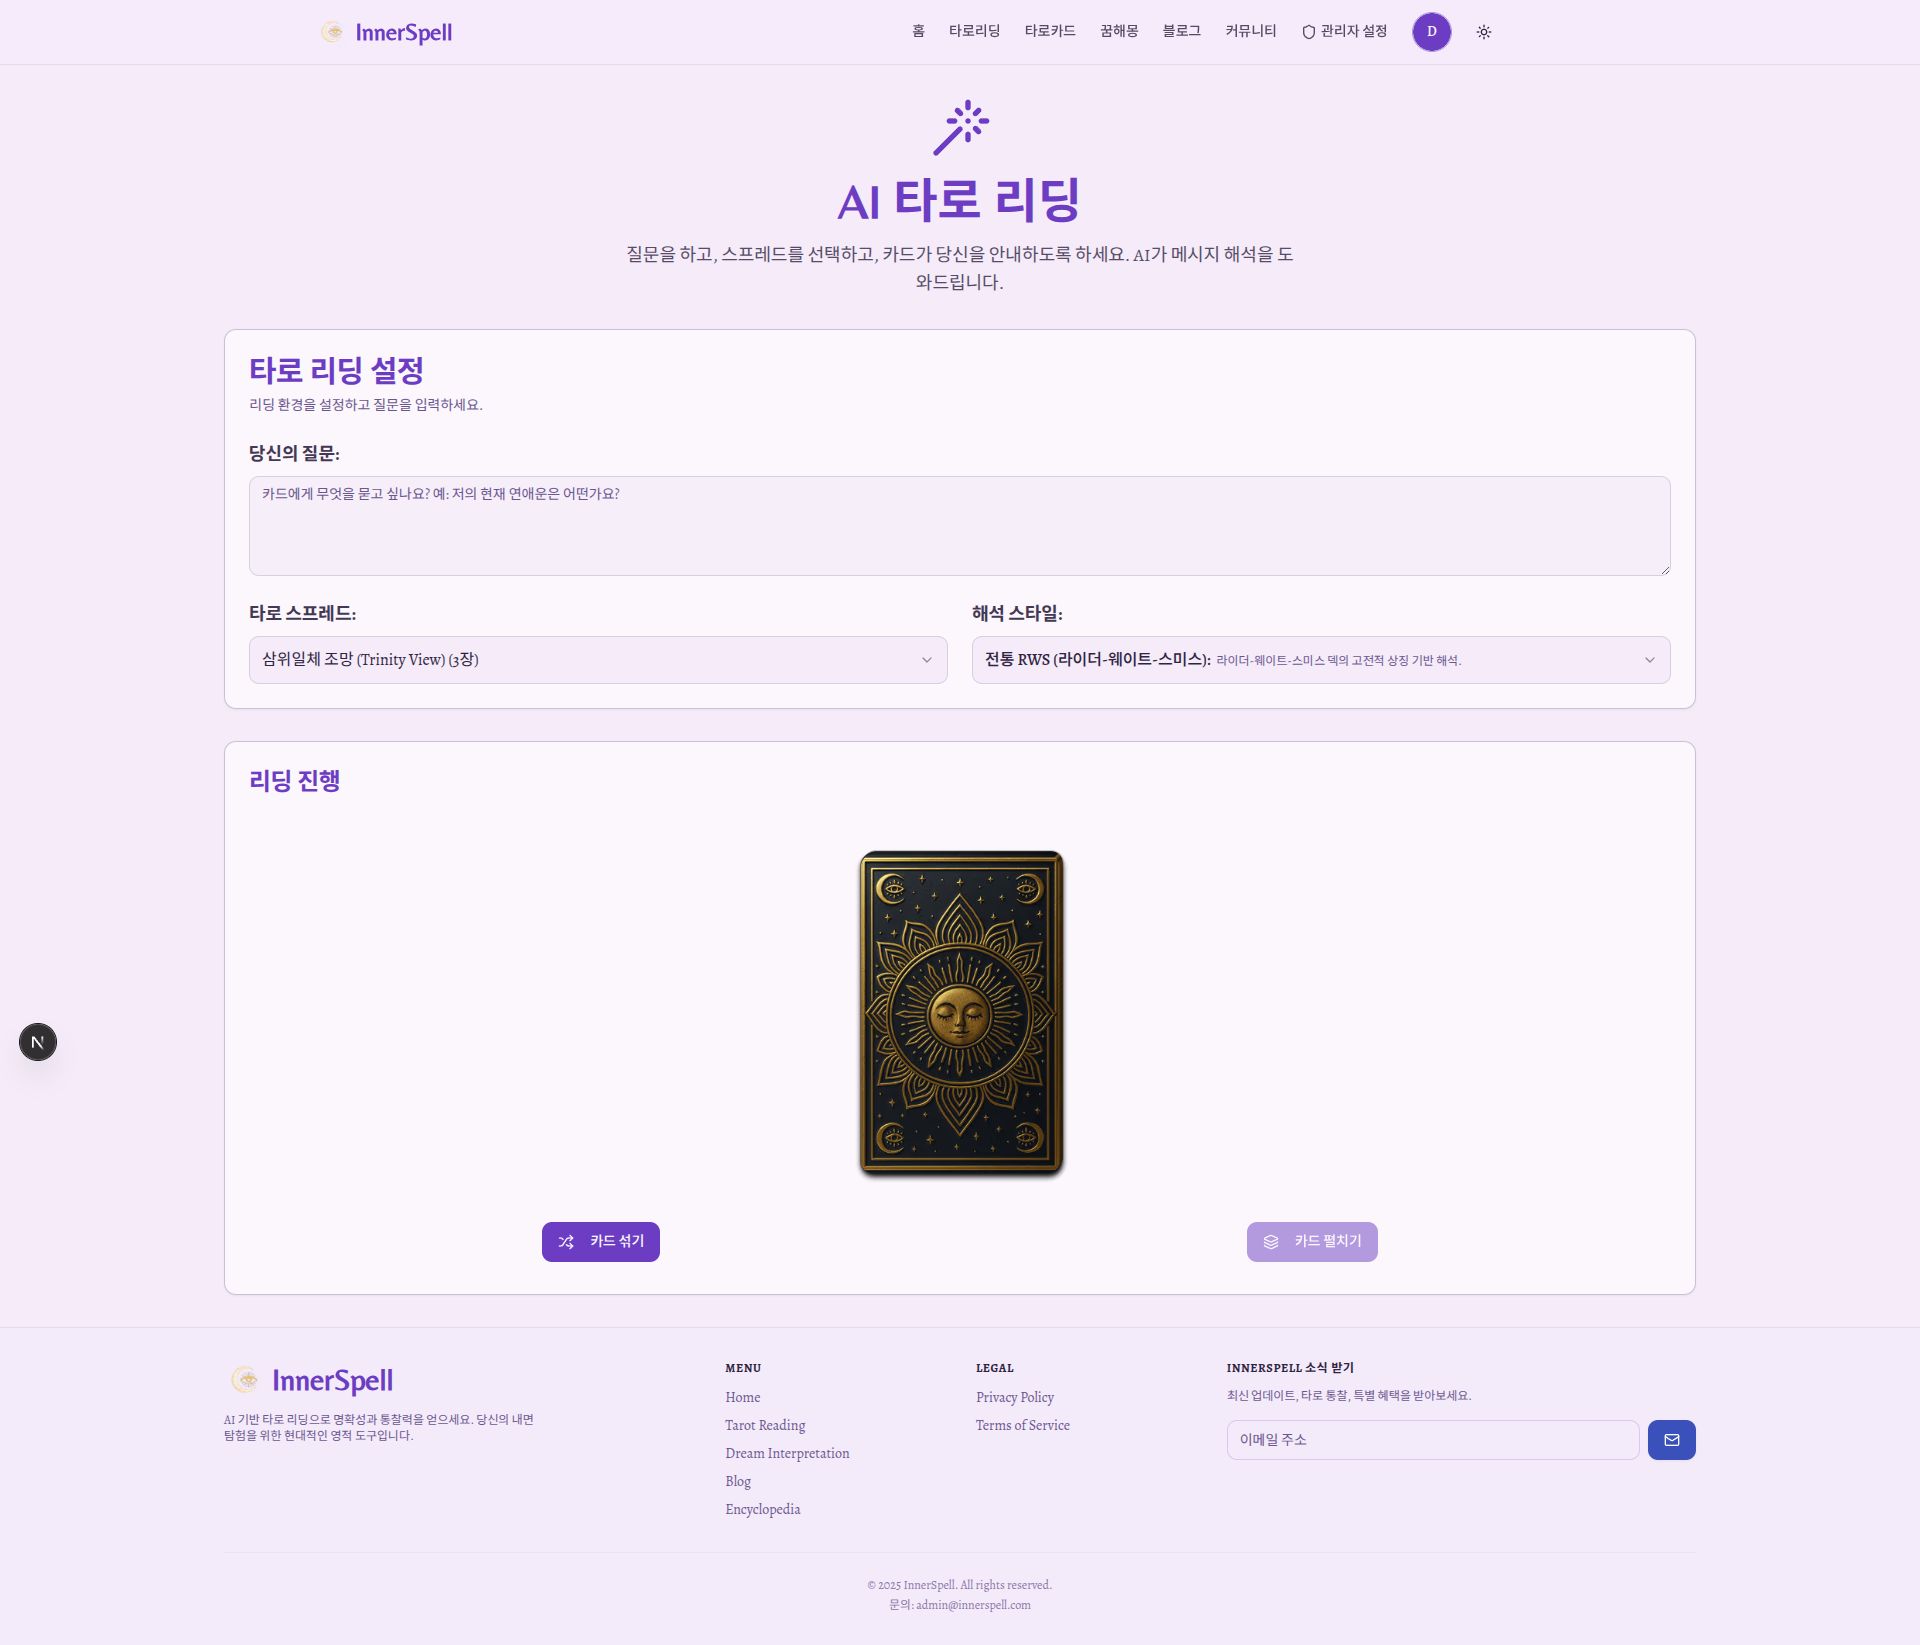 InnerSpell
홈
타로리딩
타로카드
꿈해몽
블로그
커뮤니티
관리자 설정
D
AI 타로 리딩
질문을 하고, 스프레드를 선택하고, 카드가 당신을 안내하도록 하세요. AI가 메시지 해석을 도
와드립니다.
타로 리딩 설정
리딩 환경을 설정하고 질문을 입력하세요.
당신의 질문:
카드에게 무엇을 묻고 싶나요? 예: 저의 현재 연애운은 어떤가요?
타로 스프레드:
삼위일체 조망 (Trinity View) (3장)
해석 스타일:
전통 RWS (라이더-웨이트-스미스): 라이더-웨이트-스미스 덱의 고전적 상징 기반 해석.
리딩 진행
N
카드 섞기
카드 펼치기
InnerSpell
AI 기반 타로 리딩으로 명확성과 통찰력을 얻으세요. 당신의 내면
탐험을 위한 현대적인 영적 도구입니다.
MENU
Home
Tarot Reading
Dream Interpretation
Blog
Encyclopedia
LEGAL
Privacy Policy
Terms of Service
INNERSPELL 소식 받기
최신 업데이트, 타로 통찰, 특별 혜택을 받아보세요.
이메일 주소
© 2025 InnerSpell. All rights reserved.
문의: admin@innerspell.com